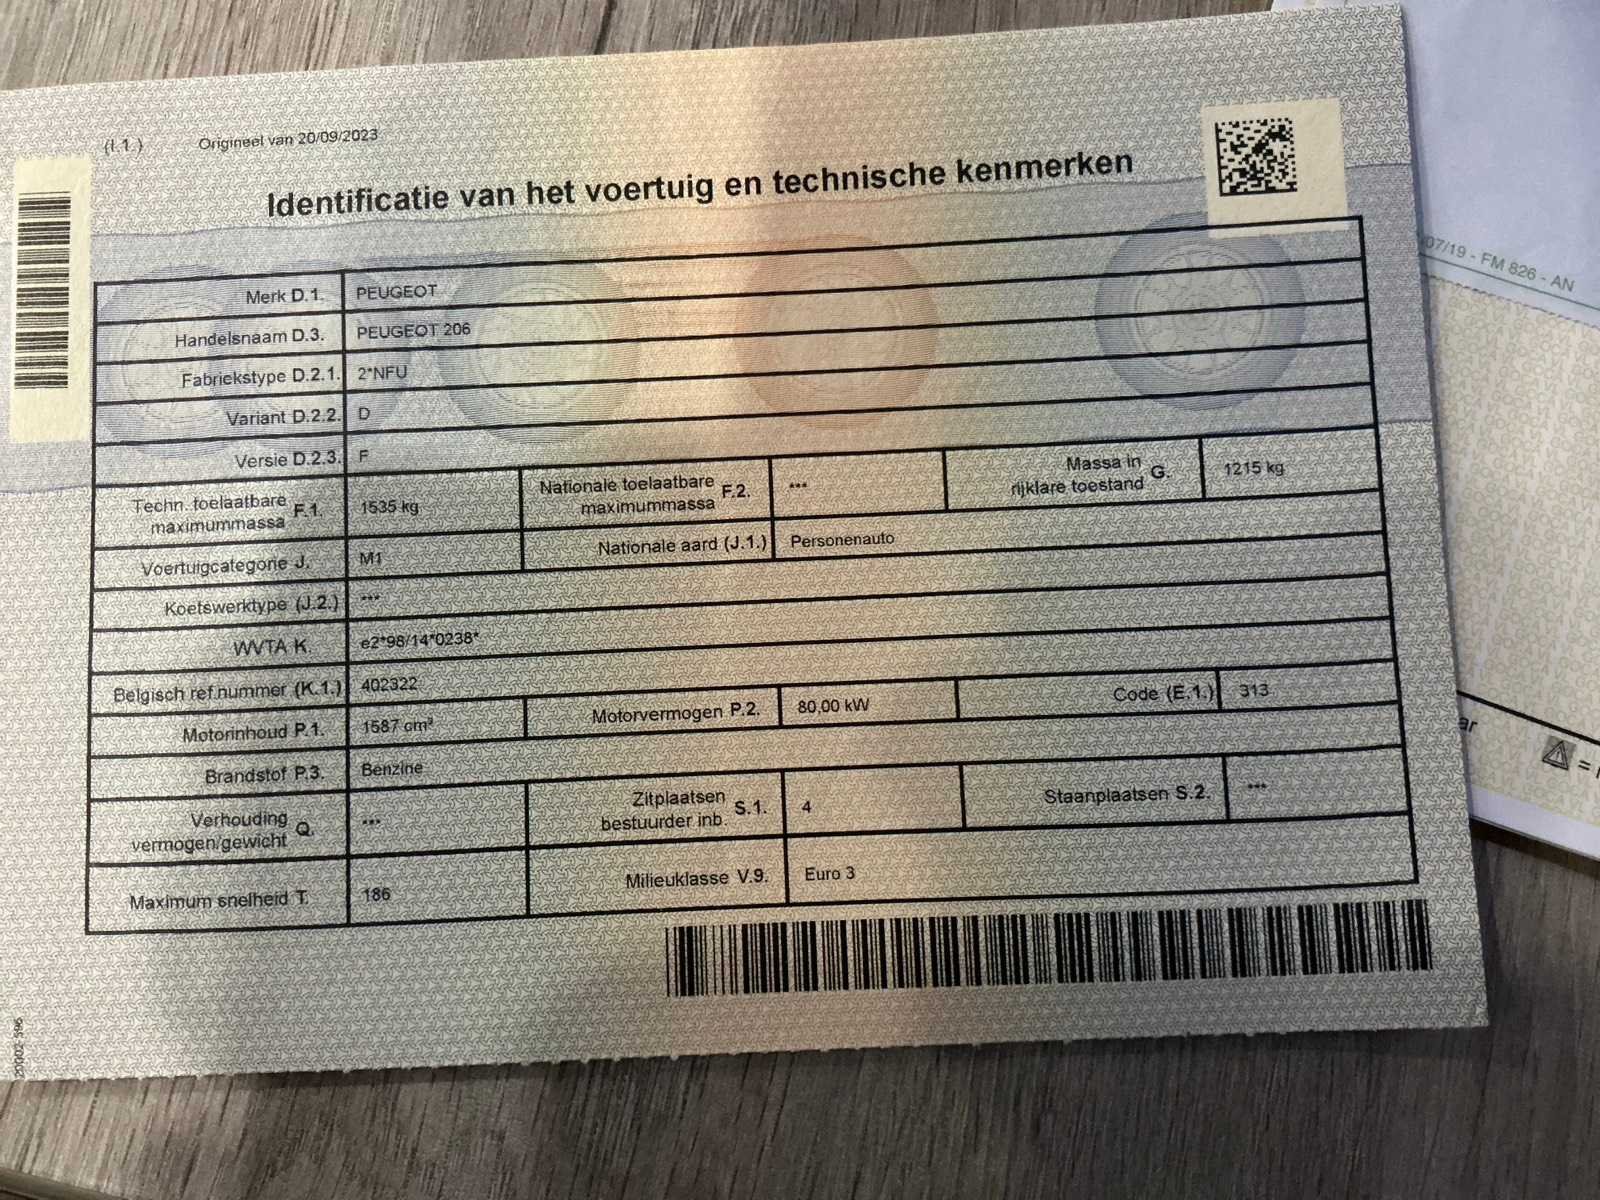 (I.1.) Origineel van 20/09/2023
Identificatie van het voertuig en technische kenmerken
Merk D.1. PEUGEOT
Handelsnaam D.3. PEUGEOT 206
Fabriekstype D.2.1. 2*NFU
Variant D.2.2. D
Versie D.2.3. F
Techn. toelaatbare maximummassa F.1. 1535 kg Nationale toelaatbare maximummassa F.2. *** Massa in rijklare toestand G. 1215 kg
Voertuigcategorie J. M1 Nationale aard (J.1.) Personenauto
Koetswerktype (J.2.) ***
WVTA K. e2*98/14*0238*
Belgisch ref.nummer (K.1.) 402322
Motorinhoud P.1. 1587 cm³ Motorvermogen P.2. 80,00 kW Code (E.1.) 313
Brandstof P.3. Benzine
Verhouding vermogen/gewicht Q. *** Zitplaatsen bestuurder inb. S.1. 4 Staanplaatsen S.2. ***
Maximum snelheid T. 186 Milieuklasse V.9. Euro 3
20002 596
07/19 - FM 826 - AN
ar
=